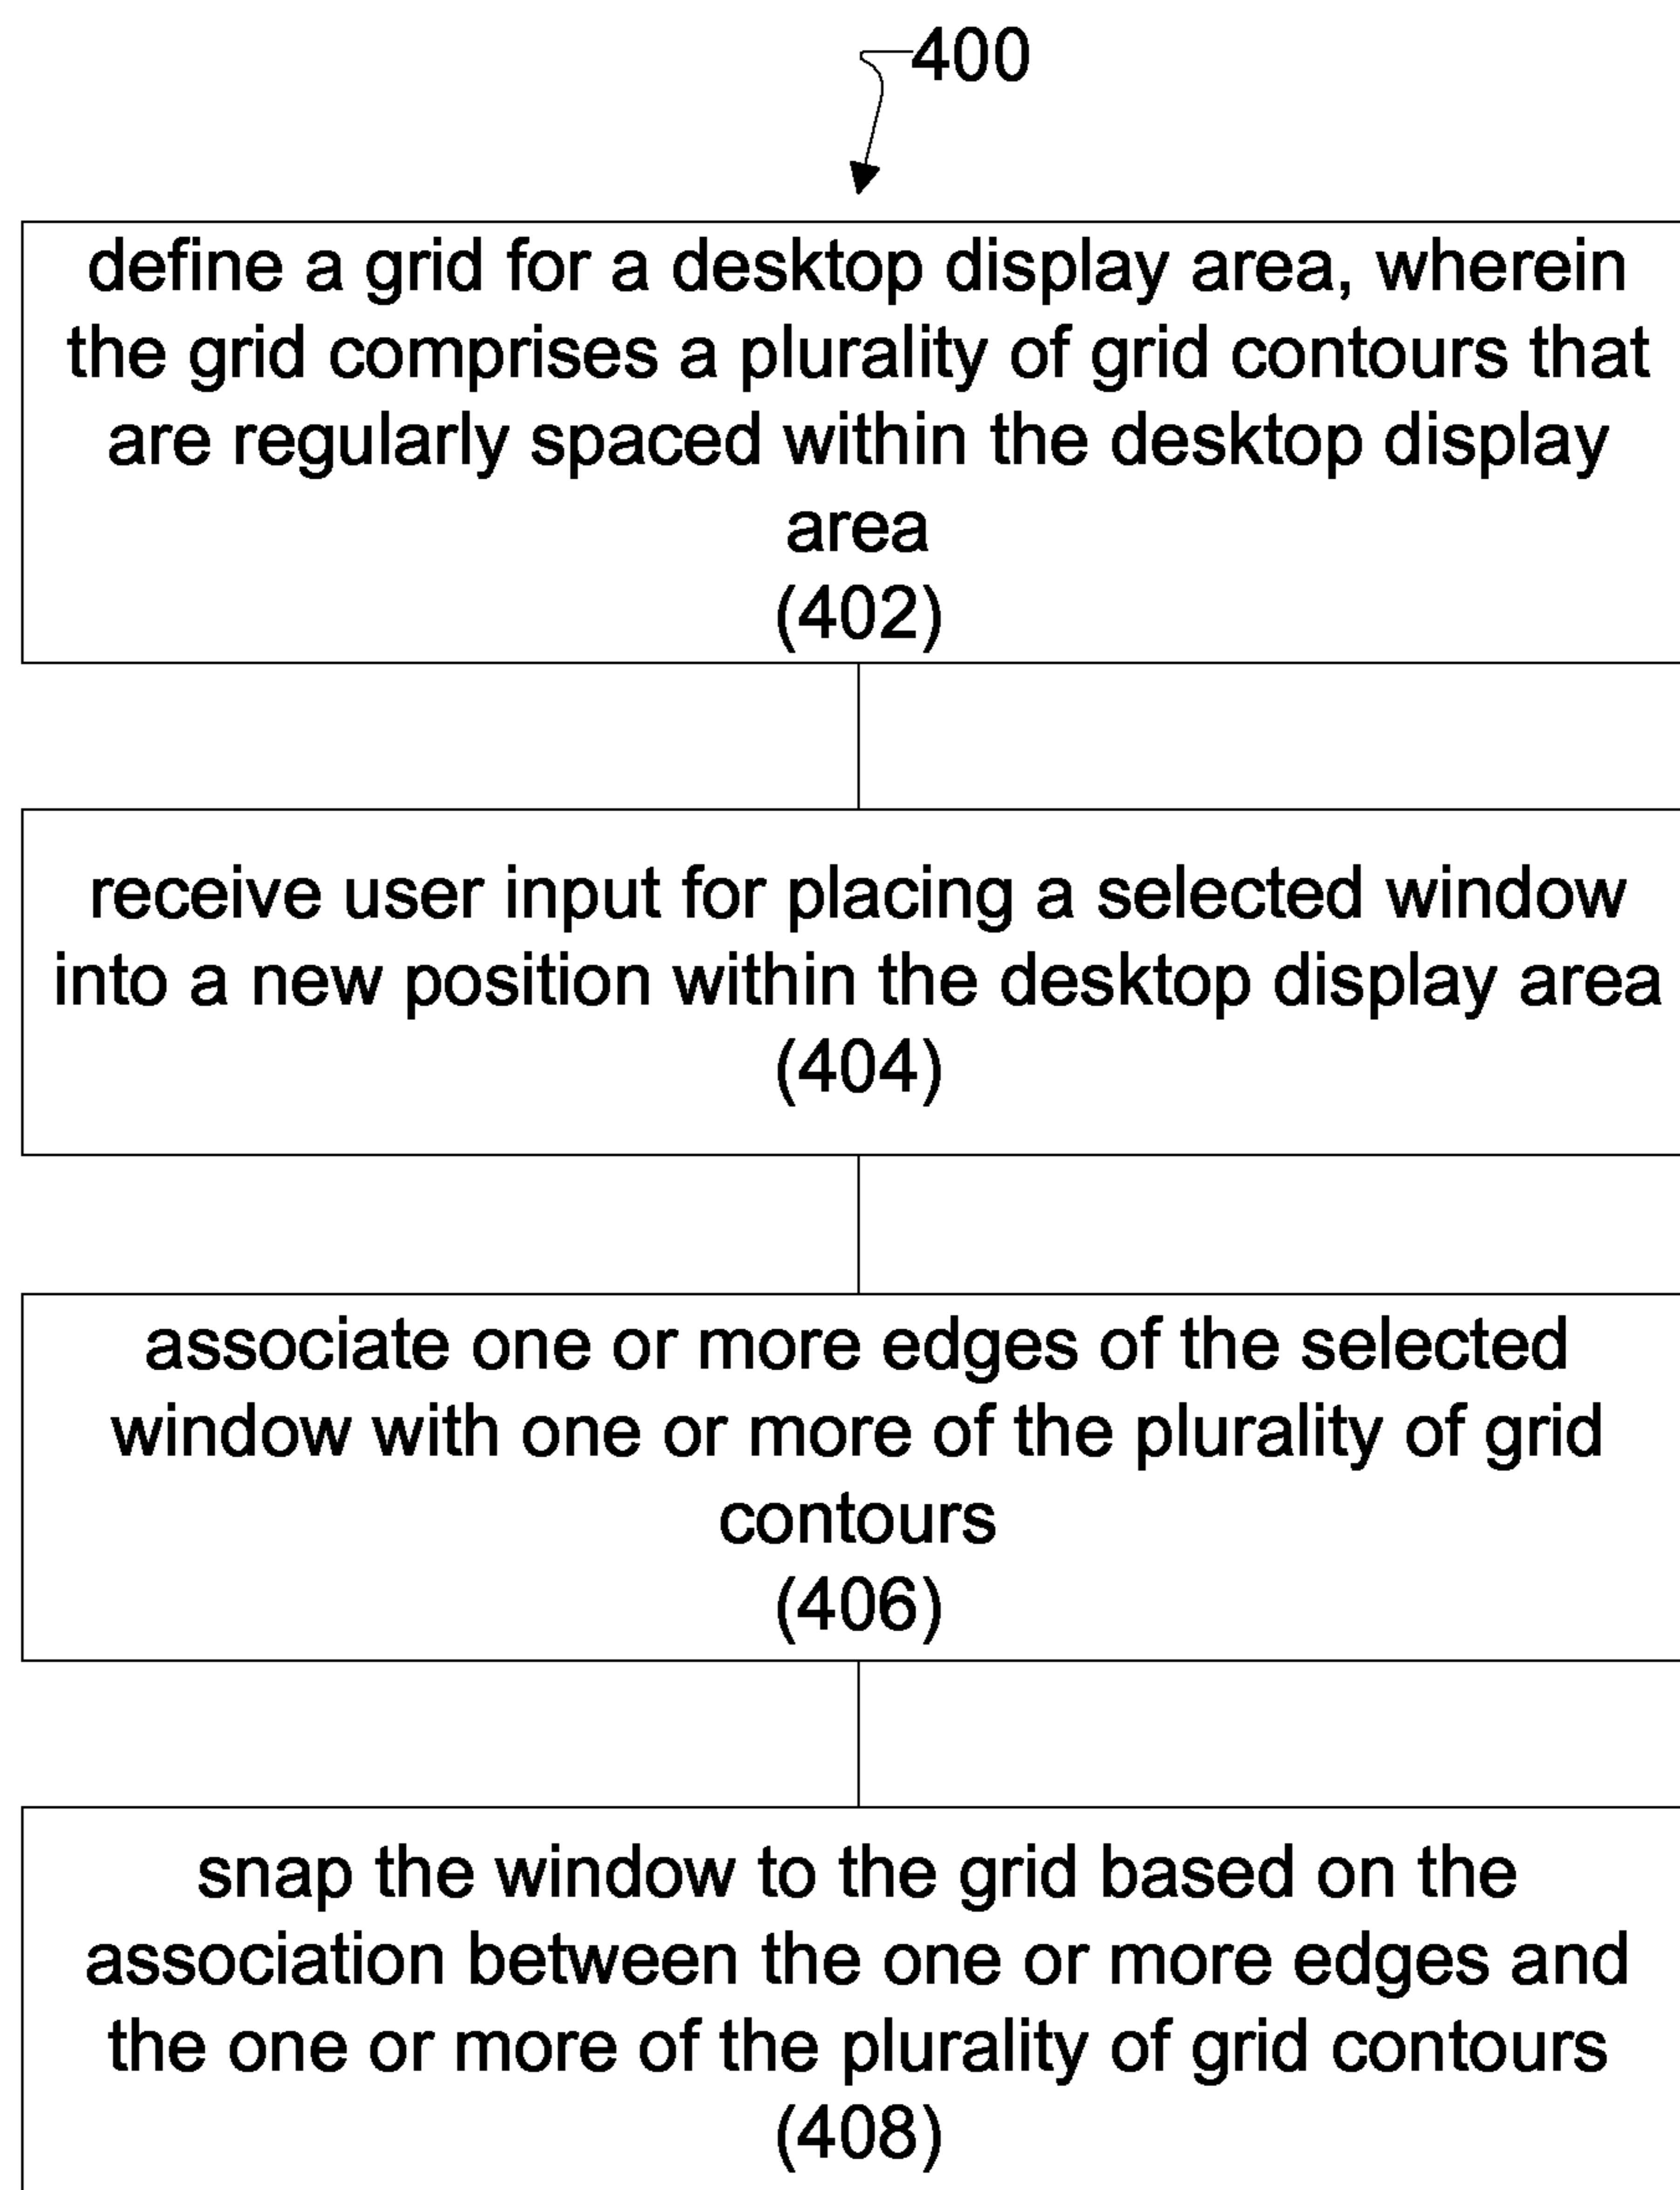 400
define a grid for a desktop display area, wherein
the grid comprises a plurality of grid contours that
are regularly spaced within the desktop display
area
(402)
receive user input for placing a selected window
into a new position within the desktop display area
(404)
associate one or more edges of the selected
window with one or more of the plurality of grid
contours
(406)
snap the window to the grid based on the
association between the one or more edges and
the one or more of the plurality of grid contours
(408)